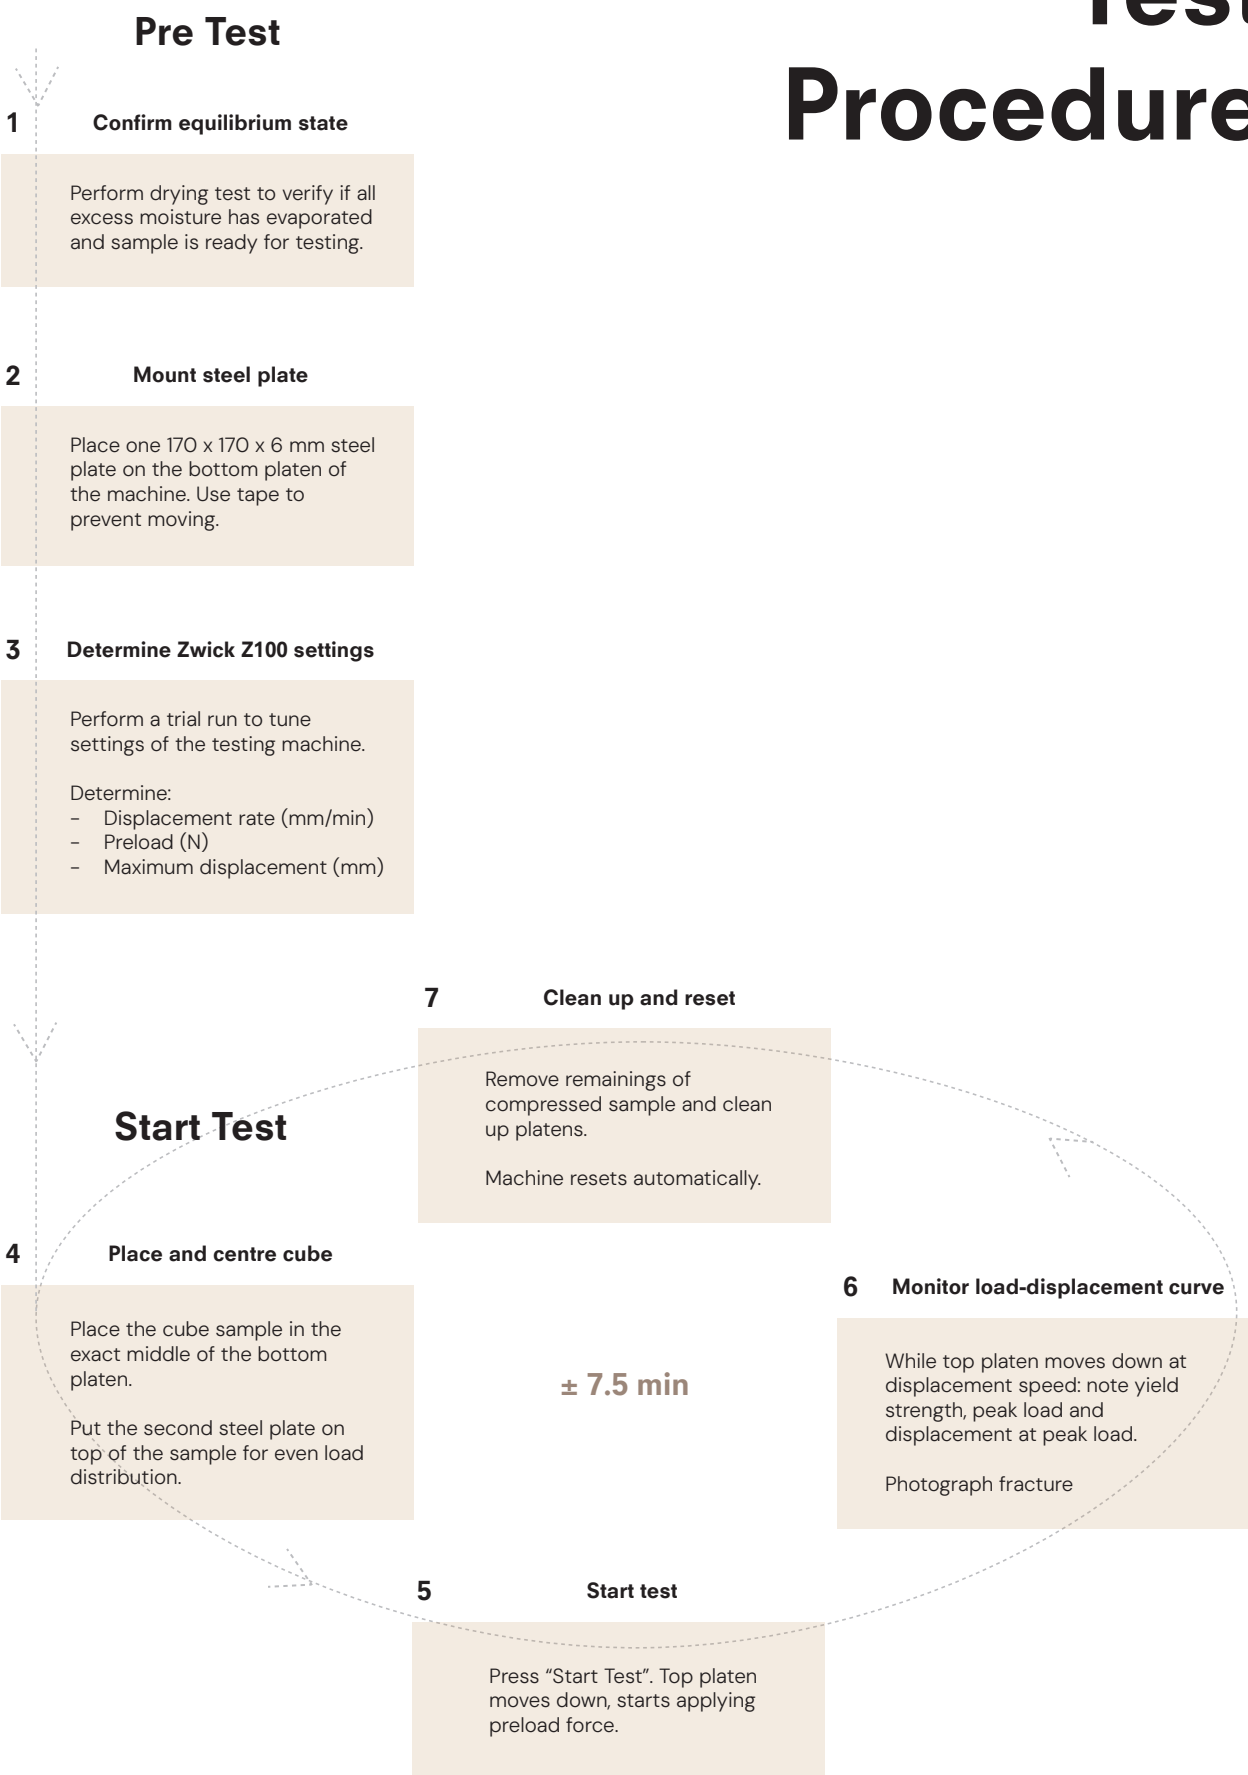 Test
Procedure
Pre Test
1
Confirm equilibrium state
Perform drying test to verify if all
excess moisture has evaporated
and sample is ready for testing.
2
Mount steel plate
Place one 170 x 170 x 6 mm steel
plate on the bottom platen of
the machine. Use tape to
prevent moving.
3
Determine Zwick Z100 settings
Perform a trial run to tune
settings of the testing machine.
Determine:
- Displacement rate (mm/min)
- Preload (N)
- Maximum displacement (mm)
Start Test
4
Place and centre cube
Place the cube sample in the
exact middle of the bottom
platen.
Put the second steel plate on
top of the sample for even load
distribution.
5
Start test
Press “Start Test”. Top platen
moves down, starts applying
preload force.
6
Monitor load-displacement curve
While top platen moves down at
displacement speed: note yield
strength, peak load and
displacement at peak load.
Photograph fracture
7
Clean up and reset
Remove remainings of
compressed sample and clean
up platens.
Machine resets automatically.
± 7.5 min